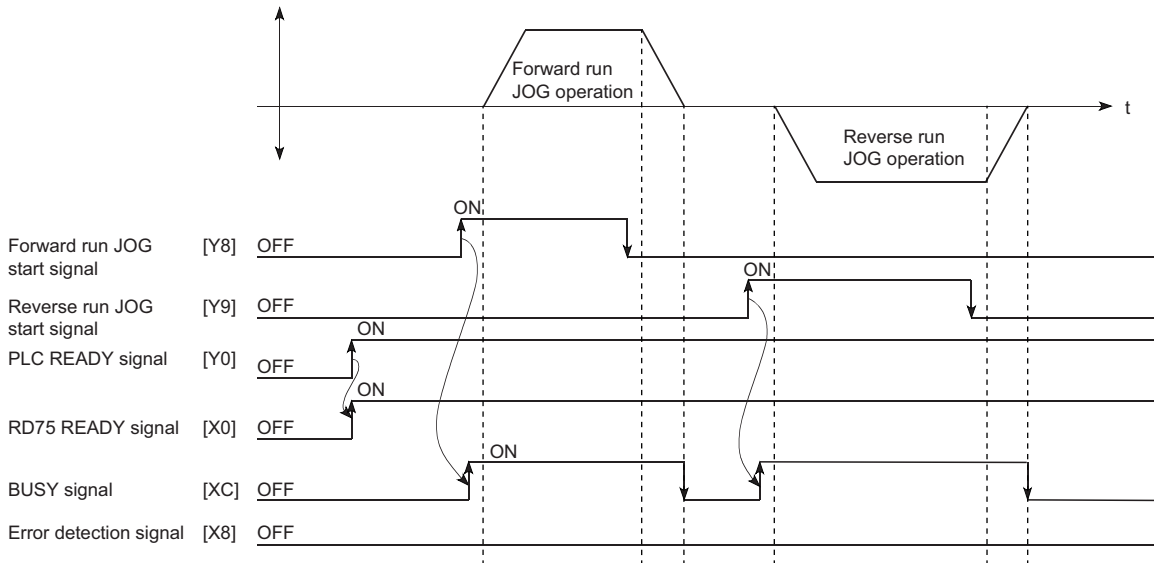 Forward run
JOG operation
t
Reverse run
JOG operation
ON
Forward run JOG [Y8] OFF
start signal
ON
Reverse run JOG [Y9] OFF
start signal
ON
PLC READY signal [Y0] OFF
ON
RD75 READY signal [X0] OFF
ON
BUSY signal [XC] OFF
Error detection signal [X8] OFF